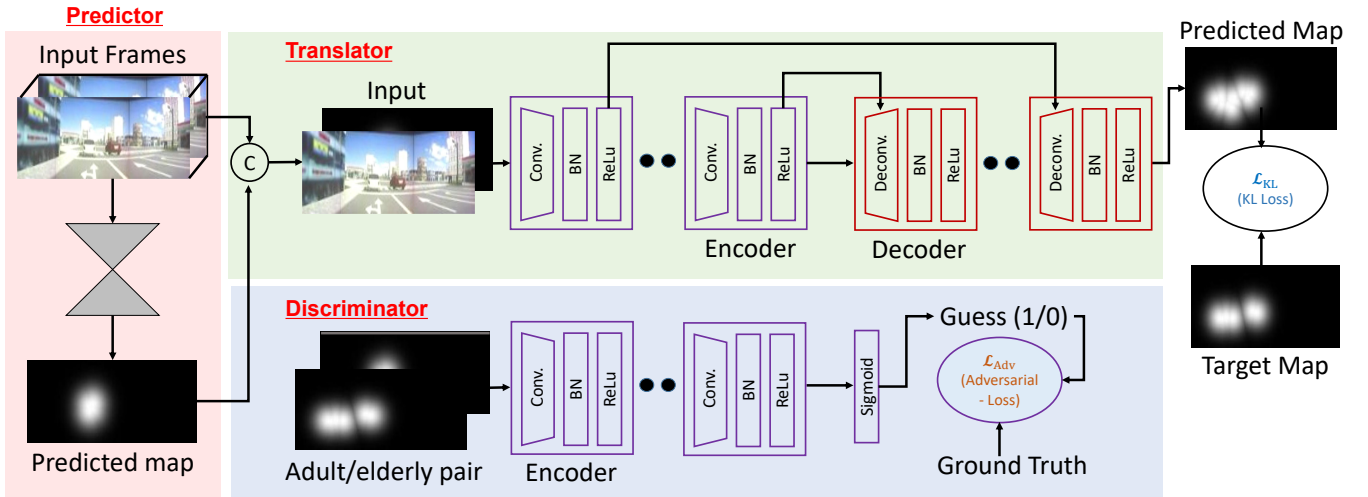 Predictor
Input Frames
Predicted map
Translator
Input
C
Conv.
BN
ReLu
Conv.
BN
ReLu
Encoder
Deconv.
BN
ReLu
Decoder
Deconv.
BN
ReLu
Predicted Map
ℒKL
(KL Loss)
Target Map
Discriminator
Adult/elderly pair
Conv.
BN
ReLu
Encoder
Conv.
BN
ReLu
Sigmoid
Guess (1/0)
ℒAdv
(Adversarial
- Loss)
Ground Truth